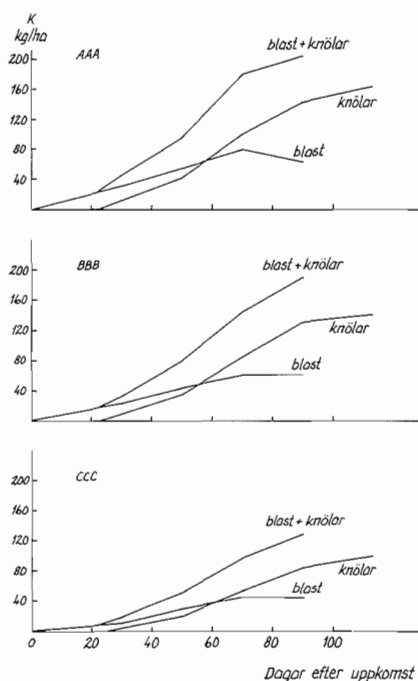 K
kg/ha
AAA
200
160
120
80
40
blast + knölar
knölar
blast
BBB
200
160
120
80
40
blast + knölar
knölar
blast
CCC
200
160
120
80
40
blast + knölar
knölar
blast
0 20 40 60 80 100
Dagar efter uppkomst